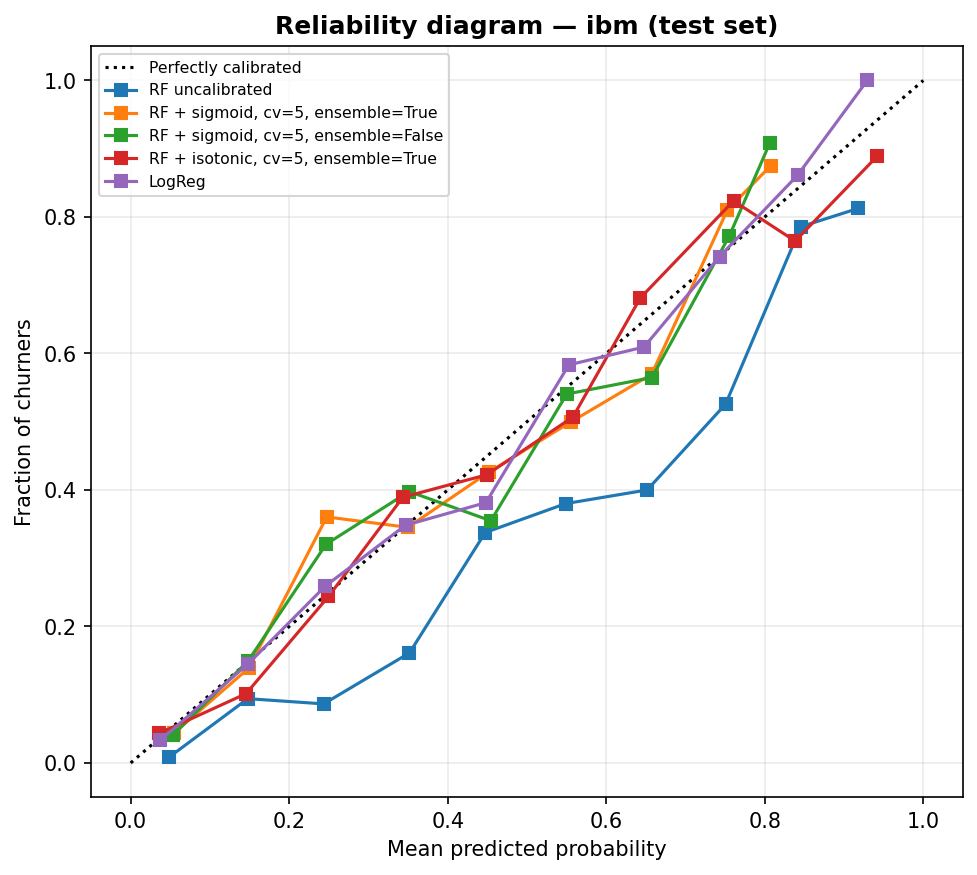 Reliability diagram — ibm (test set)
Perfectly calibrated
RF uncalibrated
RF + sigmoid, cv=5, ensemble=True
RF + sigmoid, cv=5, ensemble=False
RF + isotonic, cv=5, ensemble=True
LogReg
Fraction of churners
1.0
0.8
0.6
0.4
0.2
0.0
0.0 0.2 0.4 0.6 0.8 1.0
Mean predicted probability